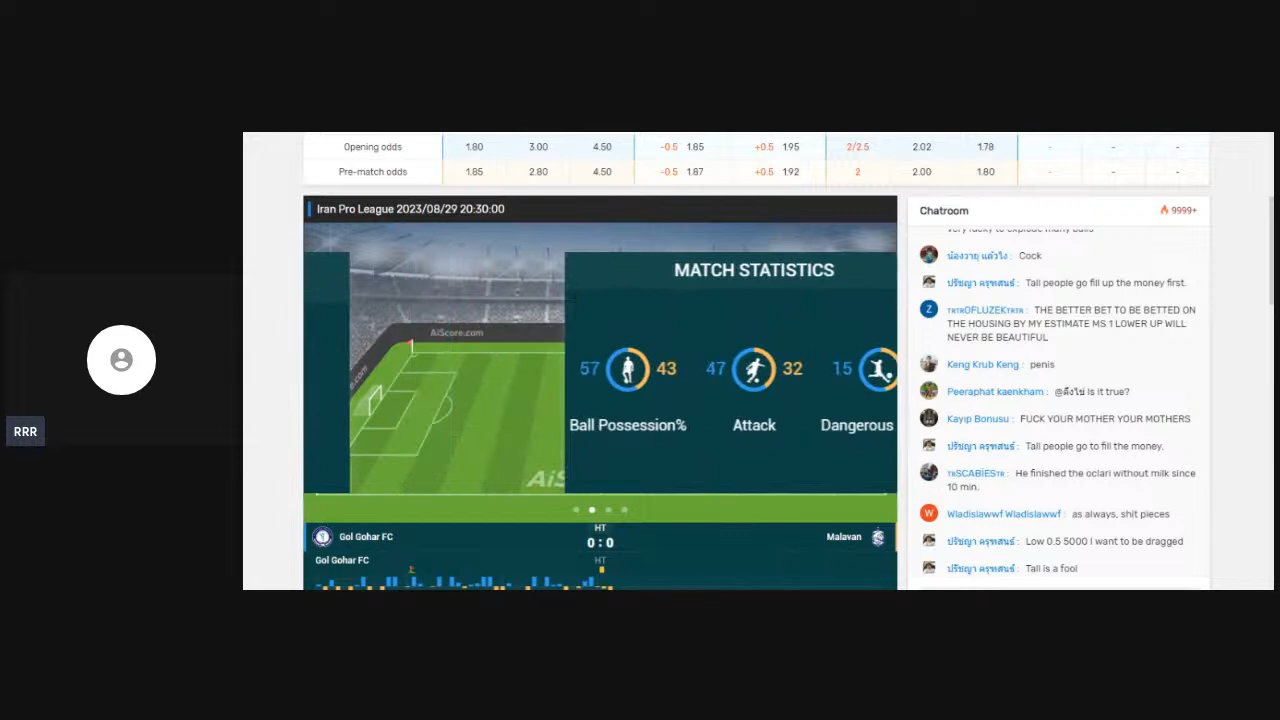 Opening odds 1.80 3.00 4.50 -0.5 1.85 +0.5 1.95 2/2.5 2.02 1.78 - - -
Pre-match odds 1.85 2.80 4.50 -0.5 1.87 +0.5 1.92 2 2.00 1.80 - - -
Iran Pro League 2023/08/29 20:30:00
AiScore.com
MATCH STATISTICS
57 43 47 32 15
Ball Possession% Attack Dangerous
HT
Gol Gohar FC 0 : 0 Malavan
Gol Gohar FC HT
RRR
Chatroom 9999+
very lucky to explode many balls
น้องวายุ แต้วไง : Cock
ปรัชญา ครุฑสนธ์ : Tall people go fill up the money first.
Z TRTROFLUZEKTRTR : THE BETTER BET TO BE BETTED ON
THE HOUSING BY MY ESTIMATE MS 1 LOWER UP WILL
NEVER BE BEAUTIFUL
Keng Krub Keng : penis
Peeraphat kaenkham : @ดึงไข่ Is it true?
Kayıp Bonusu : FUCK YOUR MOTHER YOUR MOTHERS
ปรัชญา ครุฑสนธ์ : Tall people go to fill the money.
TRSCABİESTR : He finished the oclari without milk since
10 min.
W Wladislawwf Wladislawwf : as always, shit pieces
ปรัชญา ครุฑสนธ์ : Low 0.5 5000 I want to be dragged
ปรัชญา ครุฑสนธ์ : Tall is a fool